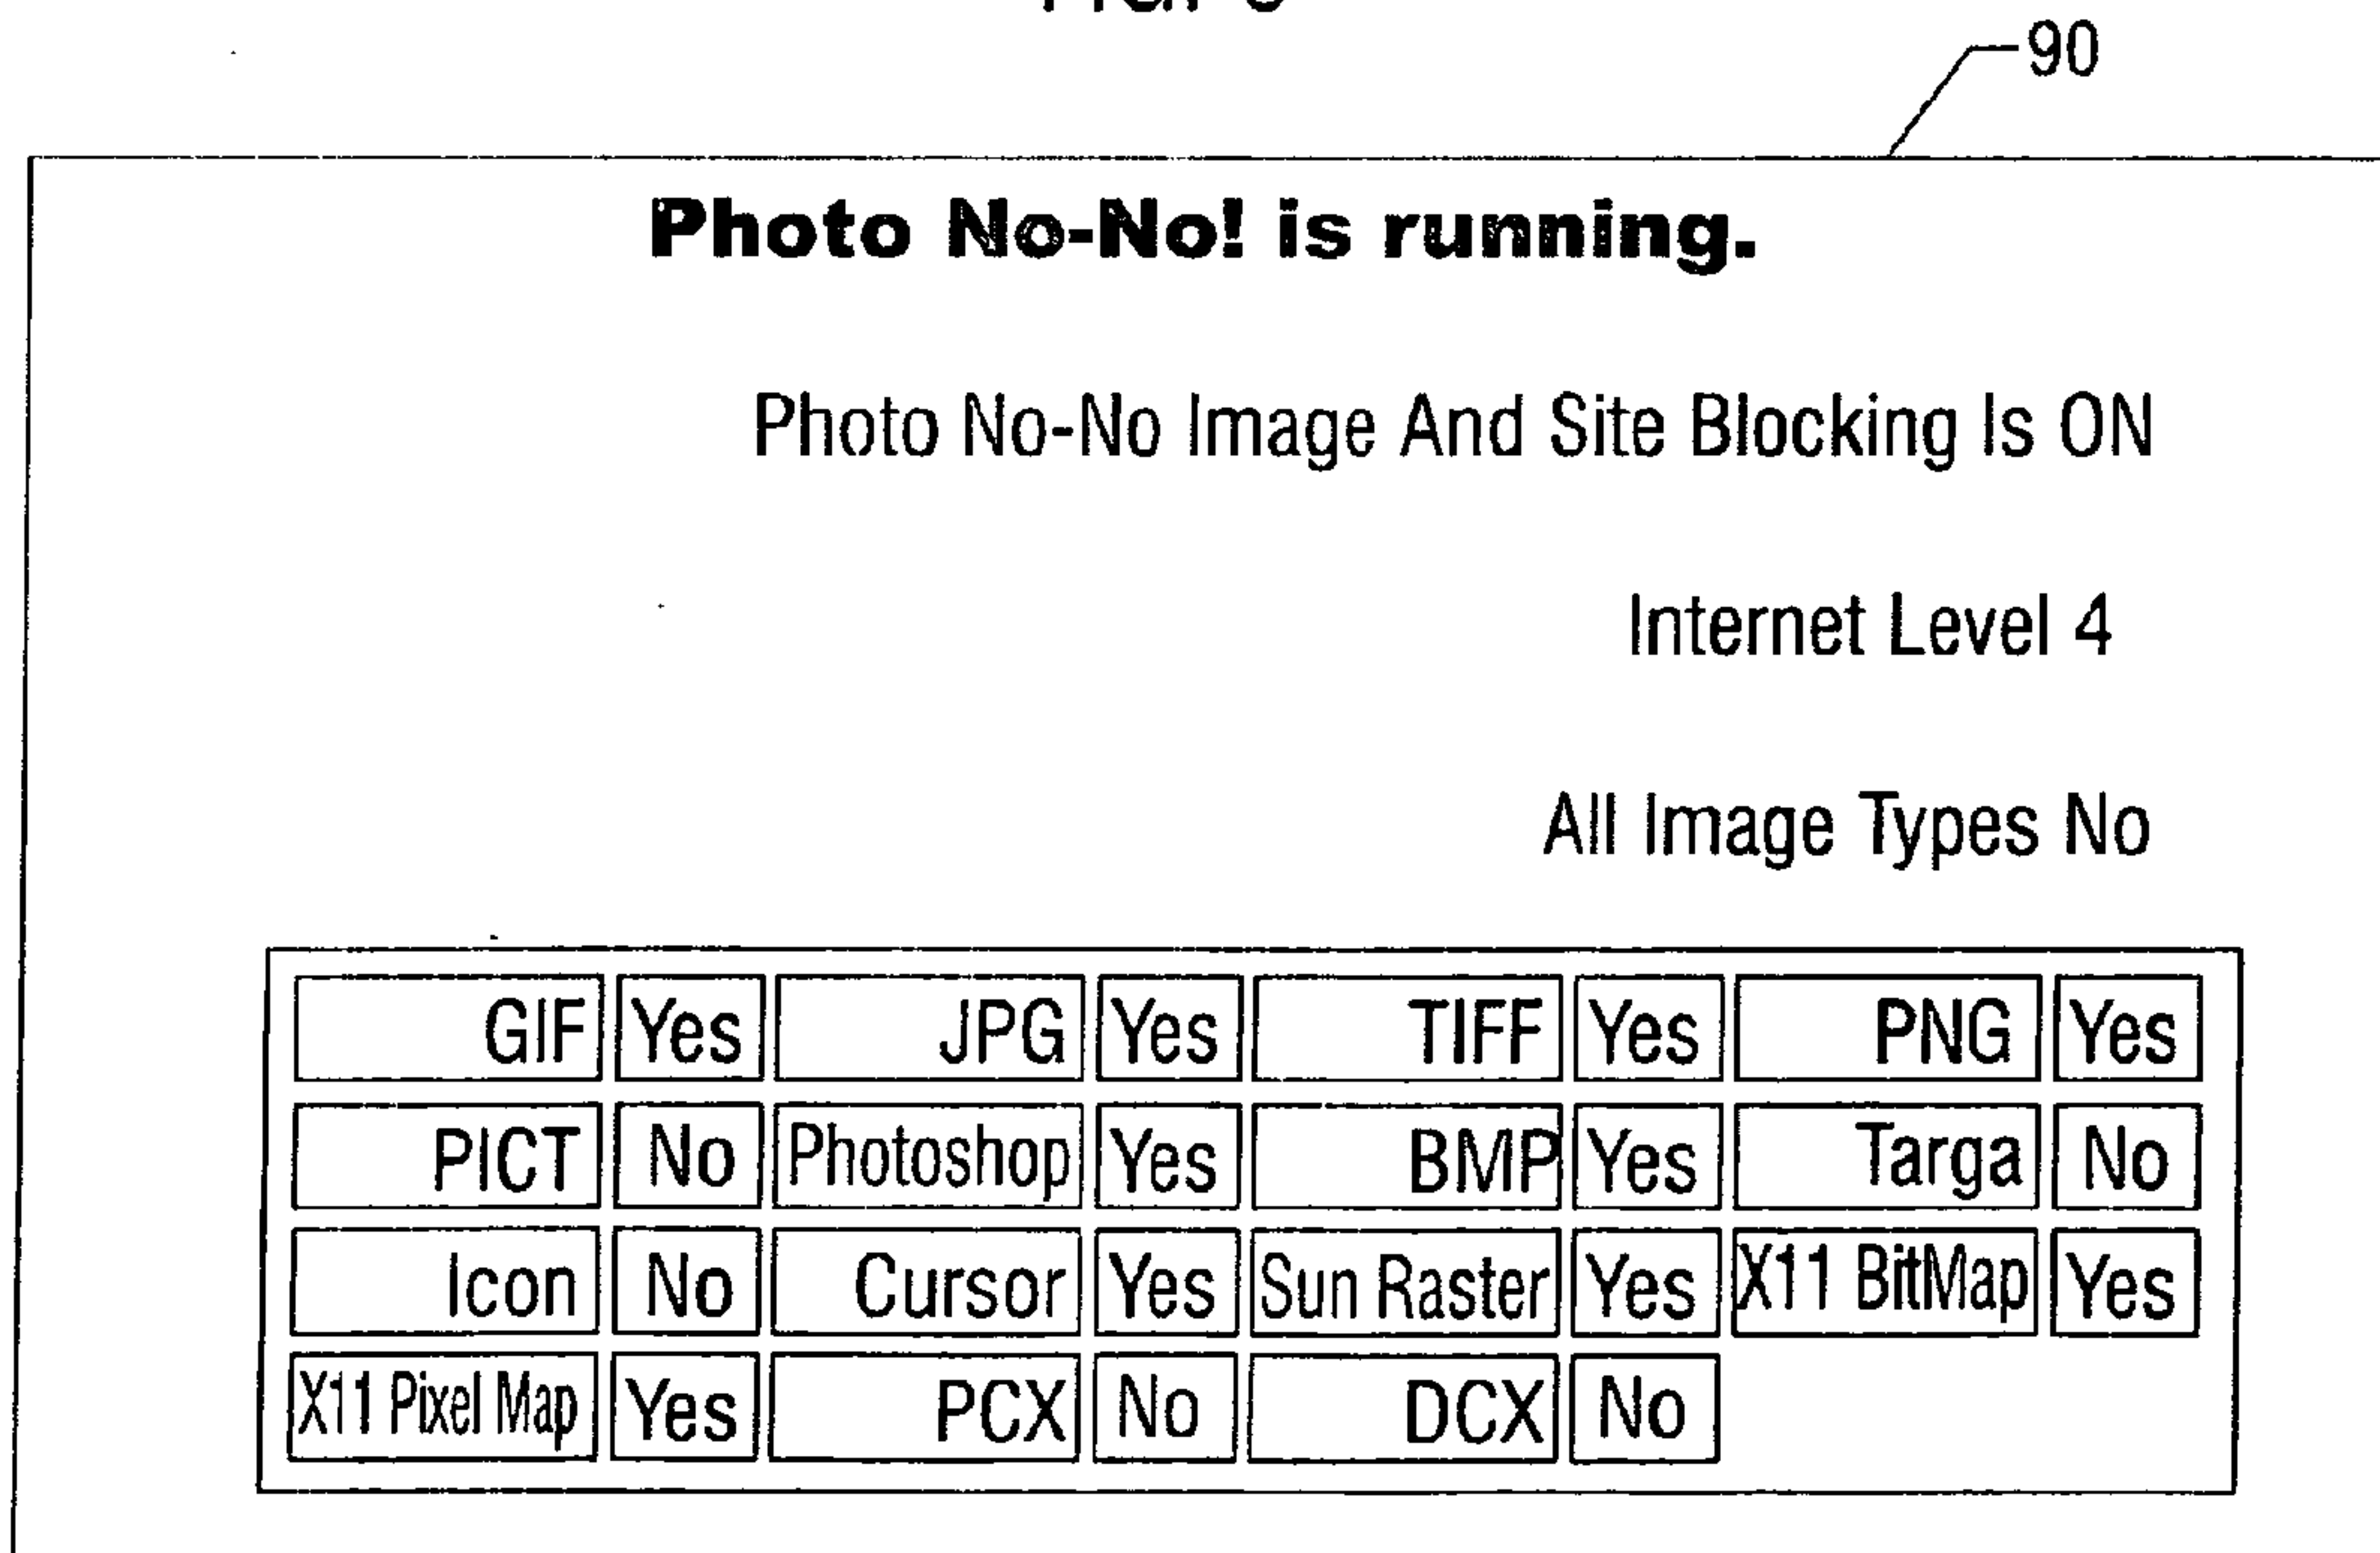 90
Photo No-No! is running.
Photo No-No Image And Site Blocking Is ON
Internet Level 4
All Image Types No
GIF Yes JPG Yes TIFF Yes PNG Yes
PICT No Photoshop Yes BMP Yes Targa No
Icon No Cursor Yes Sun Raster Yes X11 BitMap Yes
X11 Pixel Map Yes PCX No DCX No